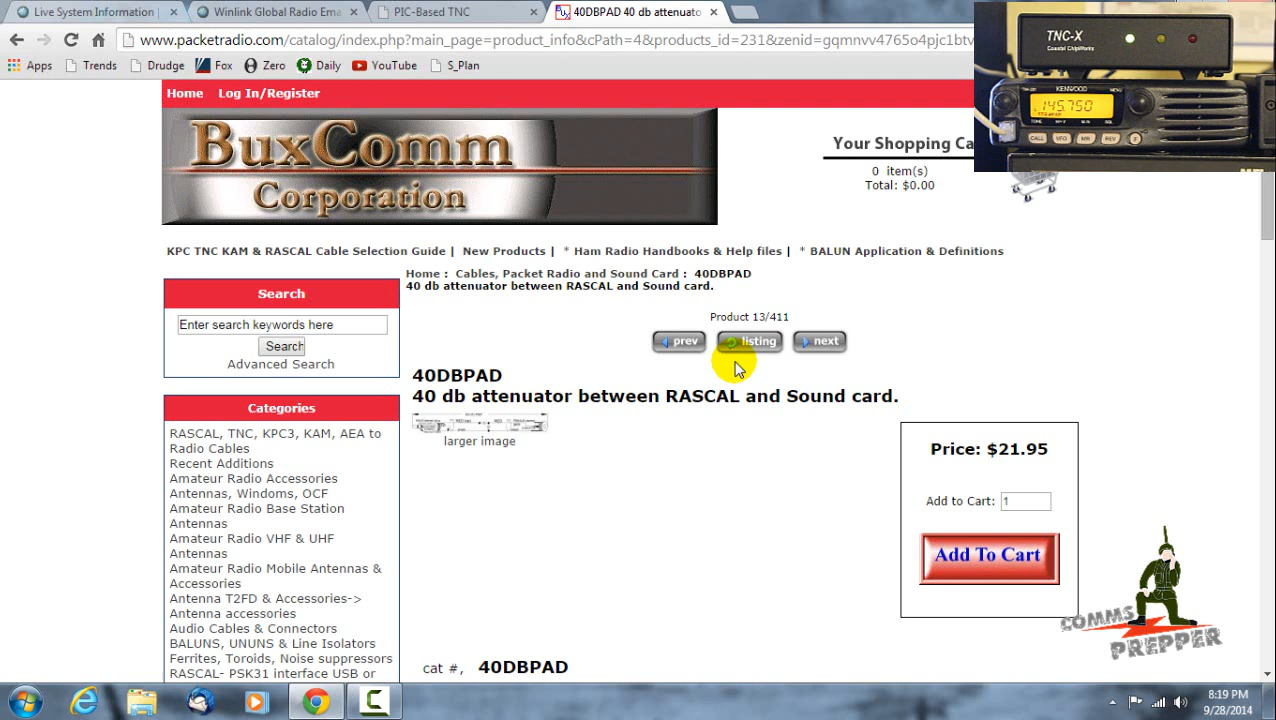 Live System Information
Winlink Global Radio Ema
PIC-Based TNC
40DBPAD 40 db attenuato
www.packetradio.com/catalog/index.php?main_page=product_info&cPath=4&products_id=231&zenid=gqmnvv4765o4pjc1btv
Apps Trends Drudge Fox Zero Daily YouTube S_Plan
TNC-X
Coastal ChipWorks
KENWOOD
145.750
CALL VFO MR REV
Home Log In/Register
BuxComm
Corporation
Your Shopping Ca
0 item(s)
Total: $0.00
KPC TNC KAM & RASCAL Cable Selection Guide | New Products | * Ham Radio Handbooks & Help files | * BALUN Application & Definitions
Home : Cables, Packet Radio and Sound Card : 40DBPAD
40 db attenuator between RASCAL and Sound card.
Search
Enter search keywords here
Search
Advanced Search
Product 13/411
prev listing next
40DBPAD
40 db attenuator between RASCAL and Sound card.
larger image
Price: $21.95
Add to Cart: 1
Add To Cart
Categories
RASCAL, TNC, KPC3, KAM, AEA to
Radio Cables
Recent Additions
Amateur Radio Accessories
Antennas, Windoms, OCF
Amateur Radio Base Station
Antennas
Amateur Radio VHF & UHF
Antennas
Amateur Radio Mobile Antennas &
Accessories
Antenna T2FD & Accessories->
Antenna accessories
Audio Cables & Connectors
BALUNS, UNUNS & Line Isolators
Ferrites, Toroids, Noise suppressors
RASCAL- PSK31 interface USB or
cat #, 40DBPAD
COMMS
PREPPER
8:19 PM
9/28/2014